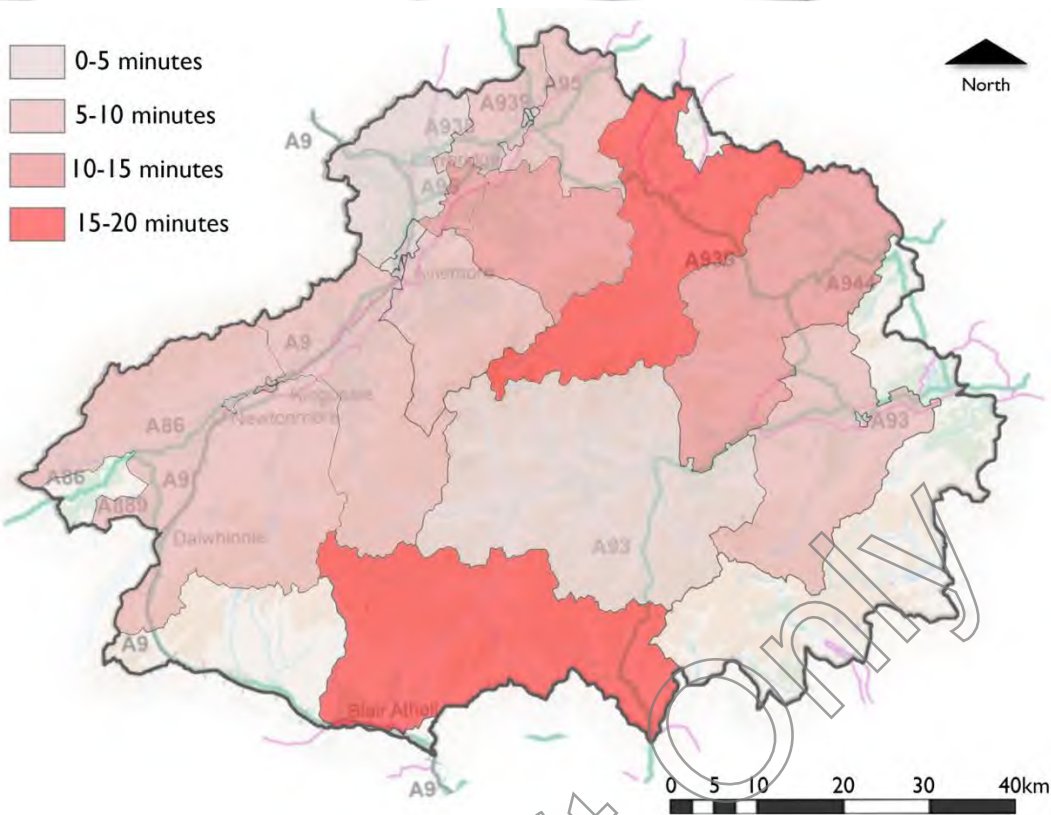 0-5 minutes
5-10 minutes
10-15 minutes
15-20 minutes
North
A9
A95
A939
A938
A95
Aviemore
A939
A944
A9
Kingussie
Newtonmore
A86
A93
A86
A9
A889
Dalwhinnie
A93
A9
Blair Atholl
A9
Only
0 5 10 20 30 40km